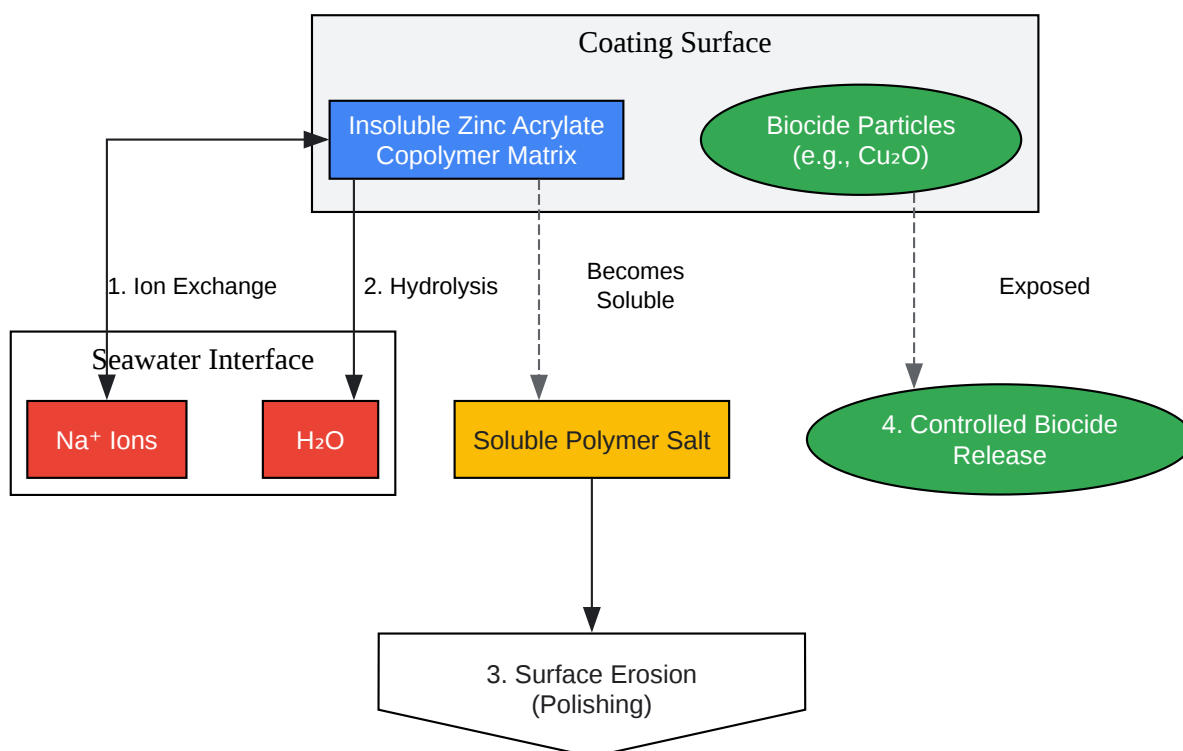 Coating Surface
Insoluble Zinc Acrylate
Copolymer Matrix
Biocide Particles
(e.g., Cu₂O)
1. Ion Exchange
2. Hydrolysis
Becomes
Soluble
Exposed
Seawater Interface
Na⁺ Ions
H₂O
Soluble Polymer Salt
4. Controlled Biocide
Release
3. Surface Erosion
(Polishing)